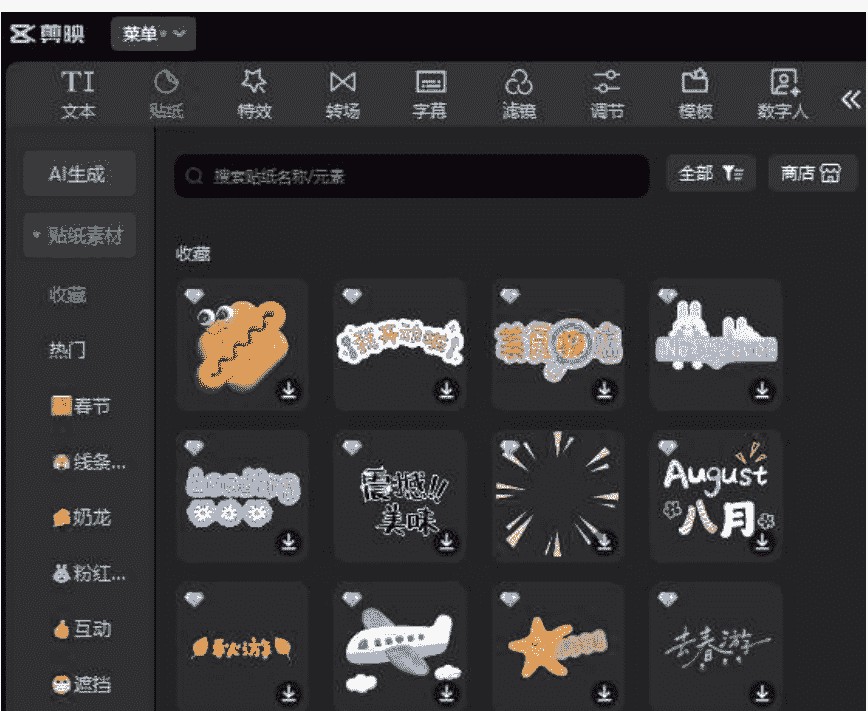 剪映 菜单
TI
文本 贴纸 特效 转场 字幕 滤镜 调节 模板 数字人
AI生成
搜索贴纸名称/元素
全部
商店
贴纸素材
收藏
收藏
热门
春节
线条...
奶龙
粉红...
互动
遮挡
震撼!!
美味
August
八月
去春游